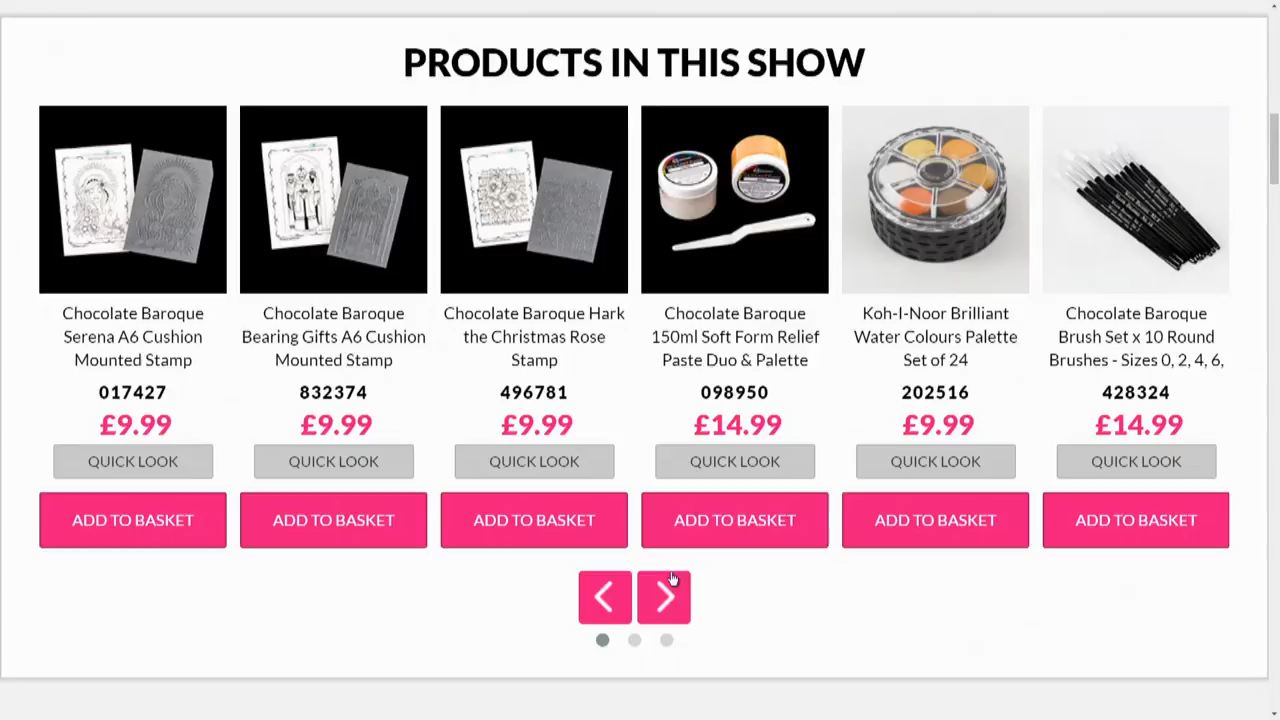 PRODUCTS IN THIS SHOW
Chocolate Baroque
Serena A6 Cushion
Mounted Stamp
017427
£9.99
QUICK LOOK
ADD TO BASKET
Chocolate Baroque
Bearing Gifts A6 Cushion
Mounted Stamp
832374
£9.99
QUICK LOOK
ADD TO BASKET
Chocolate Baroque Hark
the Christmas Rose
Stamp
496781
£9.99
QUICK LOOK
ADD TO BASKET
Chocolate Baroque
150ml Soft Form Relief
Paste Duo & Palette
098950
£14.99
QUICK LOOK
ADD TO BASKET
Koh-I-Noor Brilliant
Water Colours Palette
Set of 24
202516
£9.99
QUICK LOOK
ADD TO BASKET
Chocolate Baroque
Brush Set x 10 Round
Brushes - Sizes 0, 2, 4, 6,
428324
£14.99
QUICK LOOK
ADD TO BASKET